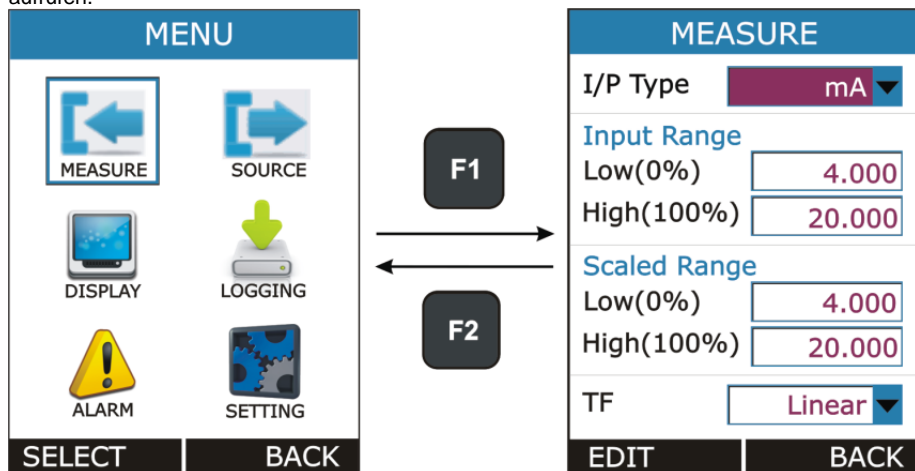 aufrufen.
MENU
MEASURE
SOURCE
DISPLAY
LOGGING
ALARM
SETTING
SELECT
BACK
F1
F2
MEASURE
I/P Type
mA
Input Range
Low(0%)
4.000
High(100%)
20.000
Scaled Range
Low(0%)
4.000
High(100%)
20.000
TF
Linear
EDIT
BACK